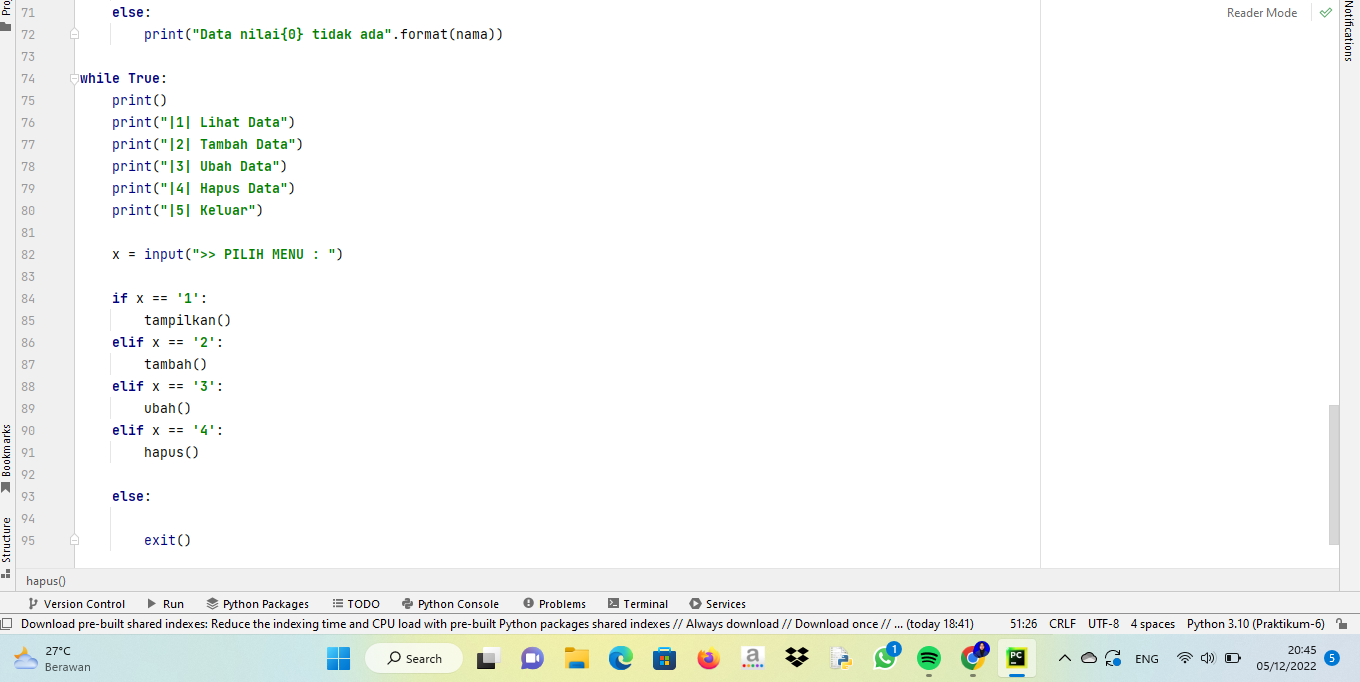 71 else:
72 print("Data nilai{0} tidak ada".format(nama))
73
74 while True:
75 print()
76 print("|1| Lihat Data")
77 print("|2| Tambah Data")
78 print("|3| Ubah Data")
79 print("|4| Hapus Data")
80 print("|5| Keluar")
81
82 x = input(">> PILIH MENU : ")
83
84 if x == '1':
85 tampilkan()
86 elif x == '2':
87 tambah()
88 elif x == '3':
89 ubah()
90 elif x == '4':
91 hapus()
92
93 else:
94
95 exit()
Reader Mode
Notifications
Bookmarks
Structure
hapus()
Version Control Run Python Packages TODO Python Console Problems Terminal Services
Download pre-built shared indexes: Reduce the indexing time and CPU load with pre-built Python packages shared indexes // Always download // Download once // ... (today 18:41) 51:26 CRLF UTF-8 4 spaces Python 3.10 (Praktikum-6)
27°C
Berawan
Search
a
1
PC
ENG
20:45
05/12/2022
5